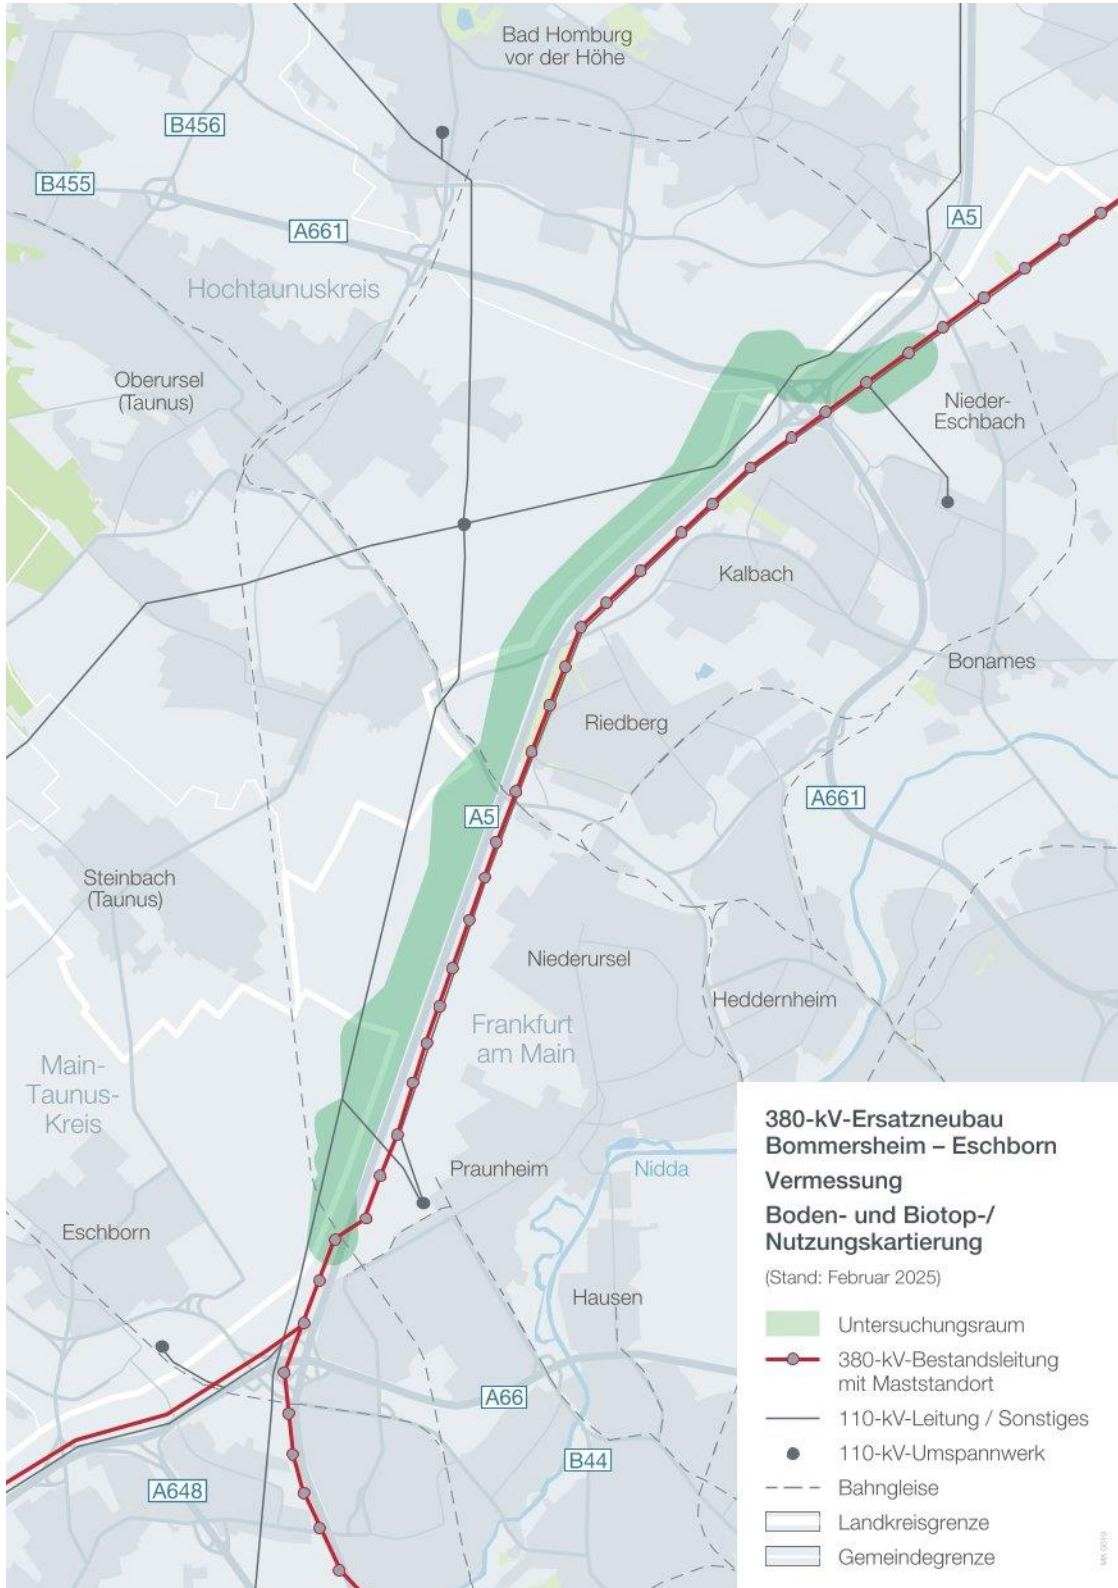 Bad Homburg
vor der Höhe
B456
B455
A661
A5
Hochtaunuskreis
Oberursel
(Taunus)
Nieder-
Eschbach
Kalbach
Bonames
Riedberg
A661
A5
Steinbach
(Taunus)
Niederursel
Heddernheim
Frankfurt
am Main
Main-
Taunus-
Kreis
Praunheim
Nidda
Eschborn
Hausen
A66
B44
A648
380-kV-Ersatzneubau
Bommersheim – Eschborn
Vermessung
Boden- und Biotop-/
Nutzungskartierung
(Stand: Februar 2025)
Untersuchungsraum
380-kV-Bestandsleitung
mit Maststandort
110-kV-Leitung / Sonstiges
110-kV-Umspannwerk
Bahngleise
Landkreisgrenze
Gemeindegrenze